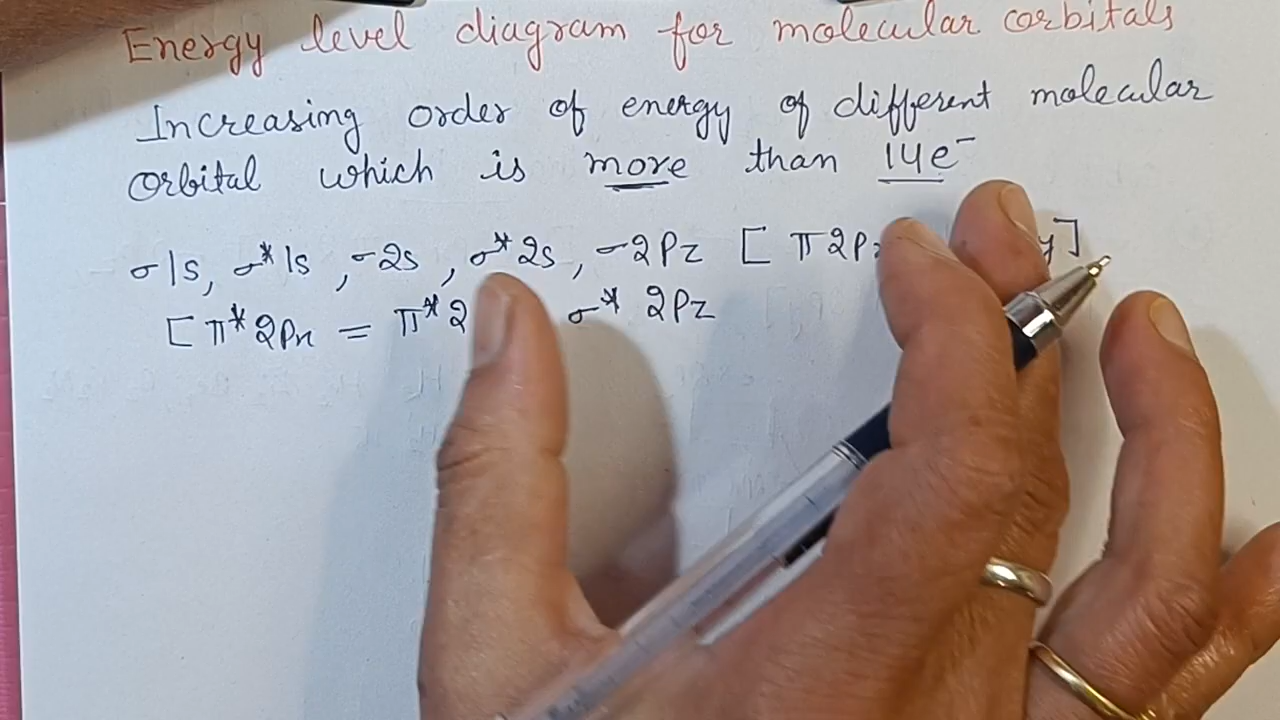 Energy level diagram for molecular orbitals
Increasing order of energy of different molecular
orbital which is more than 14e⁻
σ1s, σ*1s, σ2s, σ*2s, σ2Pz [π2P y]
[π*2Px = π*2 σ* 2Pz